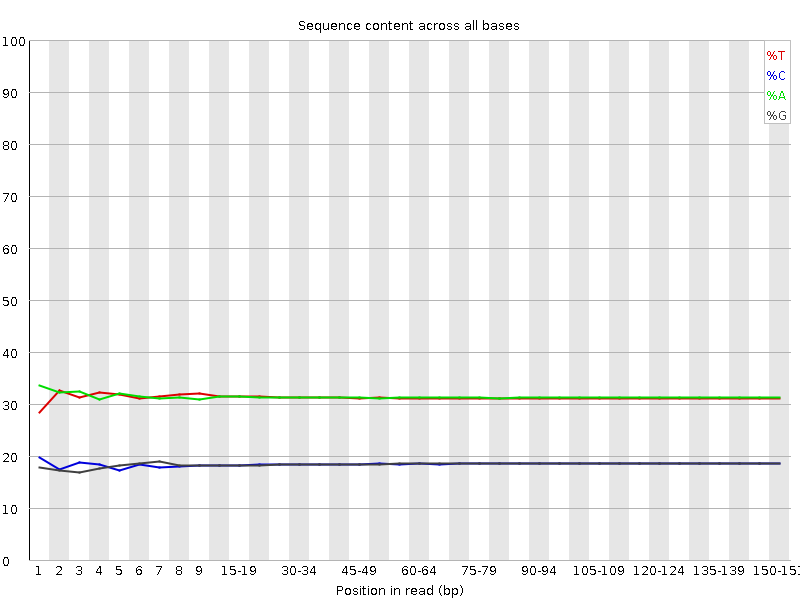 Sequence content across all bases
100
90
80
70
60
50
40
30
20
10
0
%T
%C
%A
%G
1 2 3 4 5 6 7 8 9 15-19 30-34 45-49 60-64 75-79 90-94 105-109 120-124 135-139 150-151
Position in read (bp)